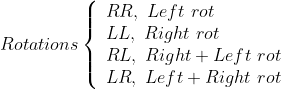 Rotations { RR, Left rot
LL, Right rot
RL, Right + Left rot
LR, Left + Right rot